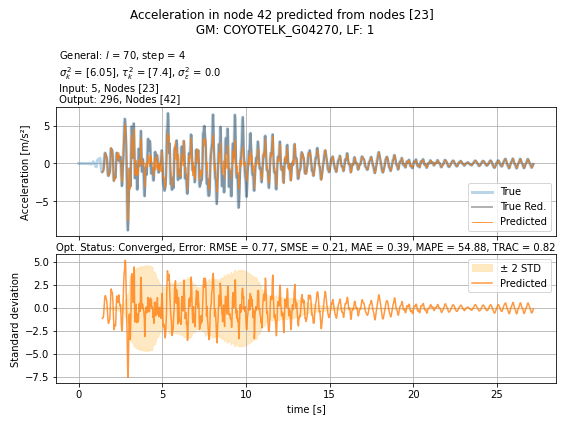 Acceleration in node 42 predicted from nodes [23]
GM: COYOTELK_G04270, LF: 1
General: l = 70, step = 4
σ²ₖ = [6.05], τ²ₖ = [7.4], σ²ε = 0.0
Input: 5, Nodes [23]
Output: 296, Nodes [42]
Acceleration [m/s²]
5
0
−5
True
True Red.
Predicted
Opt. Status: Converged, Error: RMSE = 0.77, SMSE = 0.21, MAE = 0.39, MAPE = 54.88, TRAC = 0.82
Standard deviation
5.0
2.5
0.0
−2.5
−5.0
−7.5
± 2 STD
Predicted
0 5 10 15 20 25
time [s]